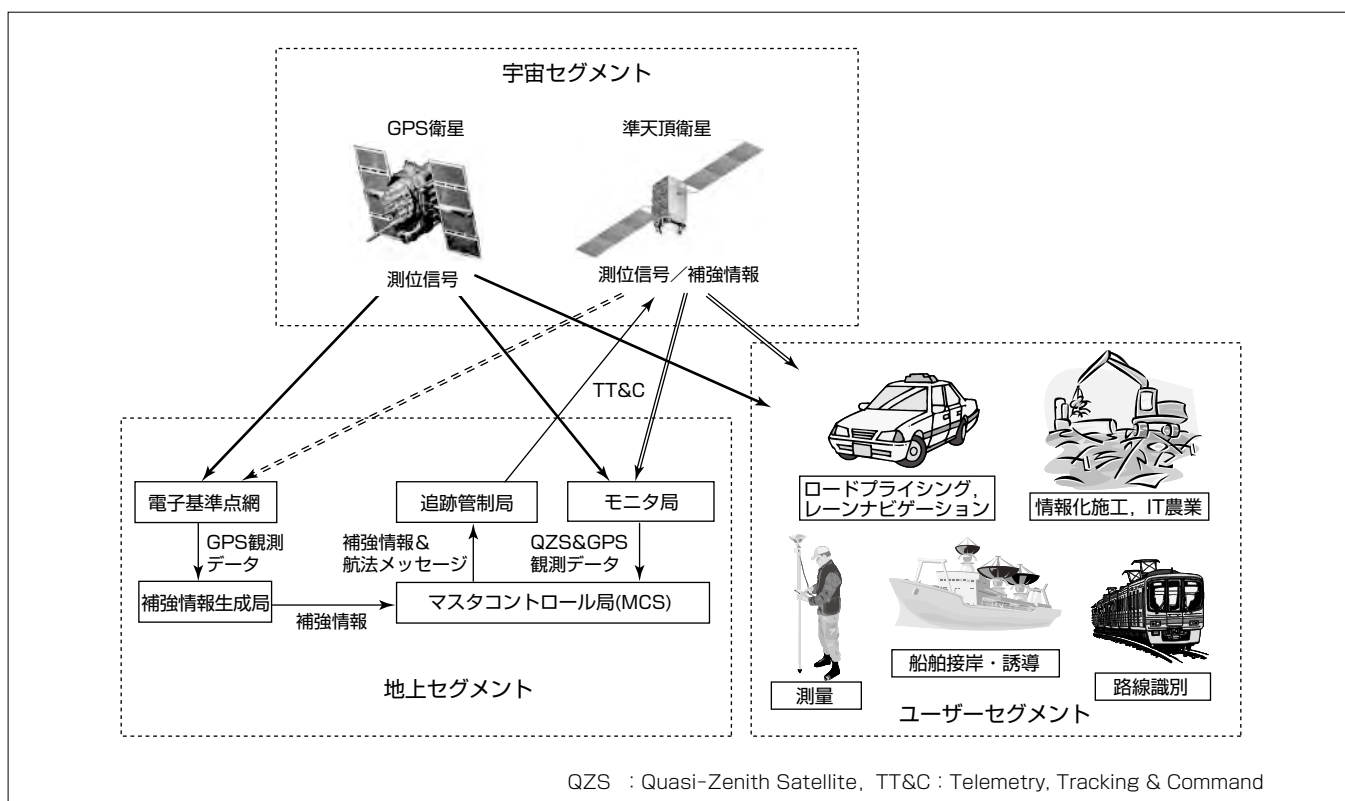 宇宙セグメント
GPS衛星
準天頂衛星
測位信号
測位信号／補強情報
TT&C
電子基準点網
追跡管制局
モニタ局
GPS観測
データ
補強情報＆
航法メッセージ
QZS&GPS
観測データ
補強情報生成局
補強情報
マスタコントロール局(MCS)
地上セグメント
ロードプライシング，
レーンナビゲーション
情報化施工，IT農業
測量
船舶接岸・誘導
路線識別
ユーザーセグメント
QZS ：Quasi-Zenith Satellite，TT&C：Telemetry, Tracking & Command